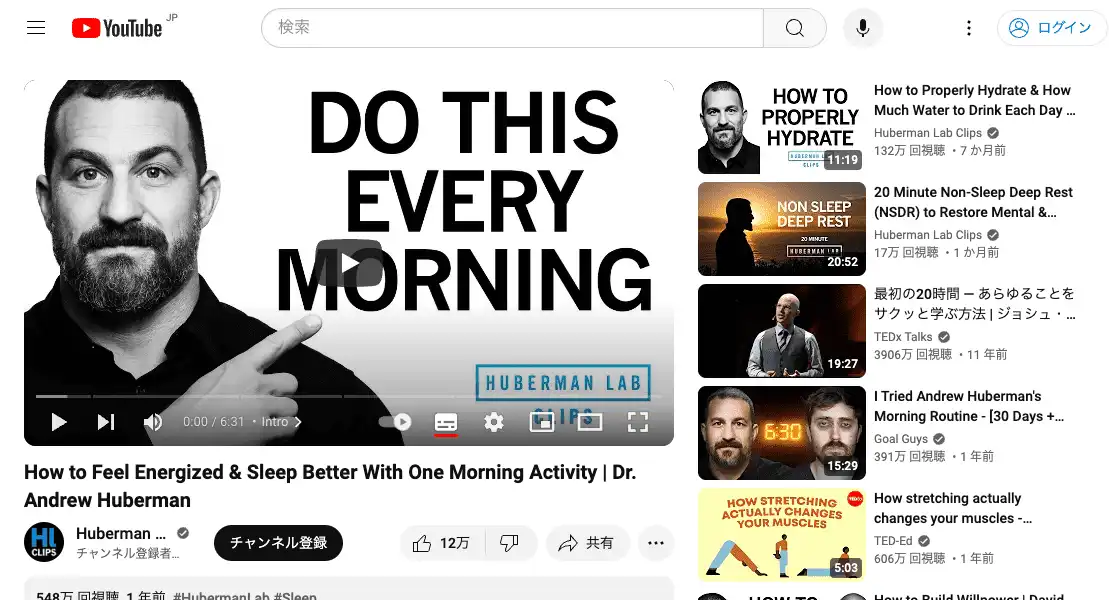 YouTube JP
検索
ログイン
DO THIS
EVERY
MORNING
HUBERMAN LAB
CLIPS
0:00 / 6:31 • Intro
How to Feel Energized & Sleep Better With One Morning Activity | Dr.
Andrew Huberman
HL
CLIPS
Huberman ...
チャンネル登録者...
チャンネル登録
12万
共有
548万 回視聴 1 年前 #HubermanLab #Sleep
HOW TO
PROPERLY
HYDRATE
HUBERMAN LAB
CLIPS
11:19
How to Properly Hydrate & How
Much Water to Drink Each Day ...
Huberman Lab Clips
132万 回視聴 • 7 か月前
NON SLEEP
DEEP REST
20 MINUTE
HUBERMAN LAB
20:52
20 Minute Non-Sleep Deep Rest
(NSDR) to Restore Mental &...
Huberman Lab Clips
17万 回視聴 • 1 か月前
19:27
最初の20時間 — あらゆることを
サクッと学ぶ方法 | ジョシュ・...
TEDx Talks
3906万 回視聴 • 11 年前
6:30
15:29
I Tried Andrew Huberman's
Morning Routine - [30 Days +...
Goal Guys
391万 回視聴 • 1 年前
HOW STRETCHING
ACTUALLY CHANGES
YOUR MUSCLES
5:03
How stretching actually
changes your muscles -...
TED-Ed
606万 回視聴 • 1 年前
HOW TO
How to Build Willpower | David